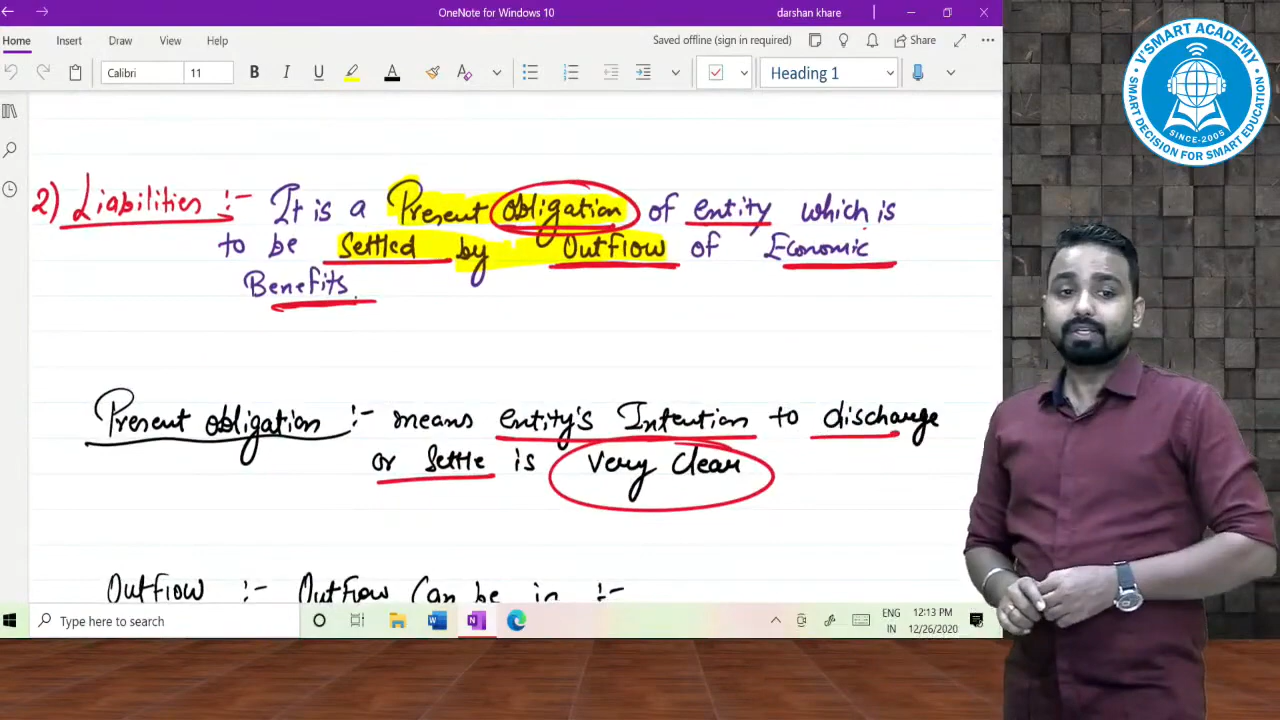 OneNote for Windows 10
darshan khare
Home Insert Draw View Help
Saved offline (sign in required)
Share
Calibri 11
B I U A
Heading 1
V'SMART ACADEMY
SINCE-2005
SMART DECISION FOR SMART EDUCATION
2) Liabilities :- It is a Present obligation of entity which is
to be Settled by Outflow of Economic
Benefits.
Present obligation :- means entity's Intention to discharge
or Settle is very clear
Outflow :- Outflow Can be in :-
Type here to search
ENG 12:13 PM
IN 12/26/2020